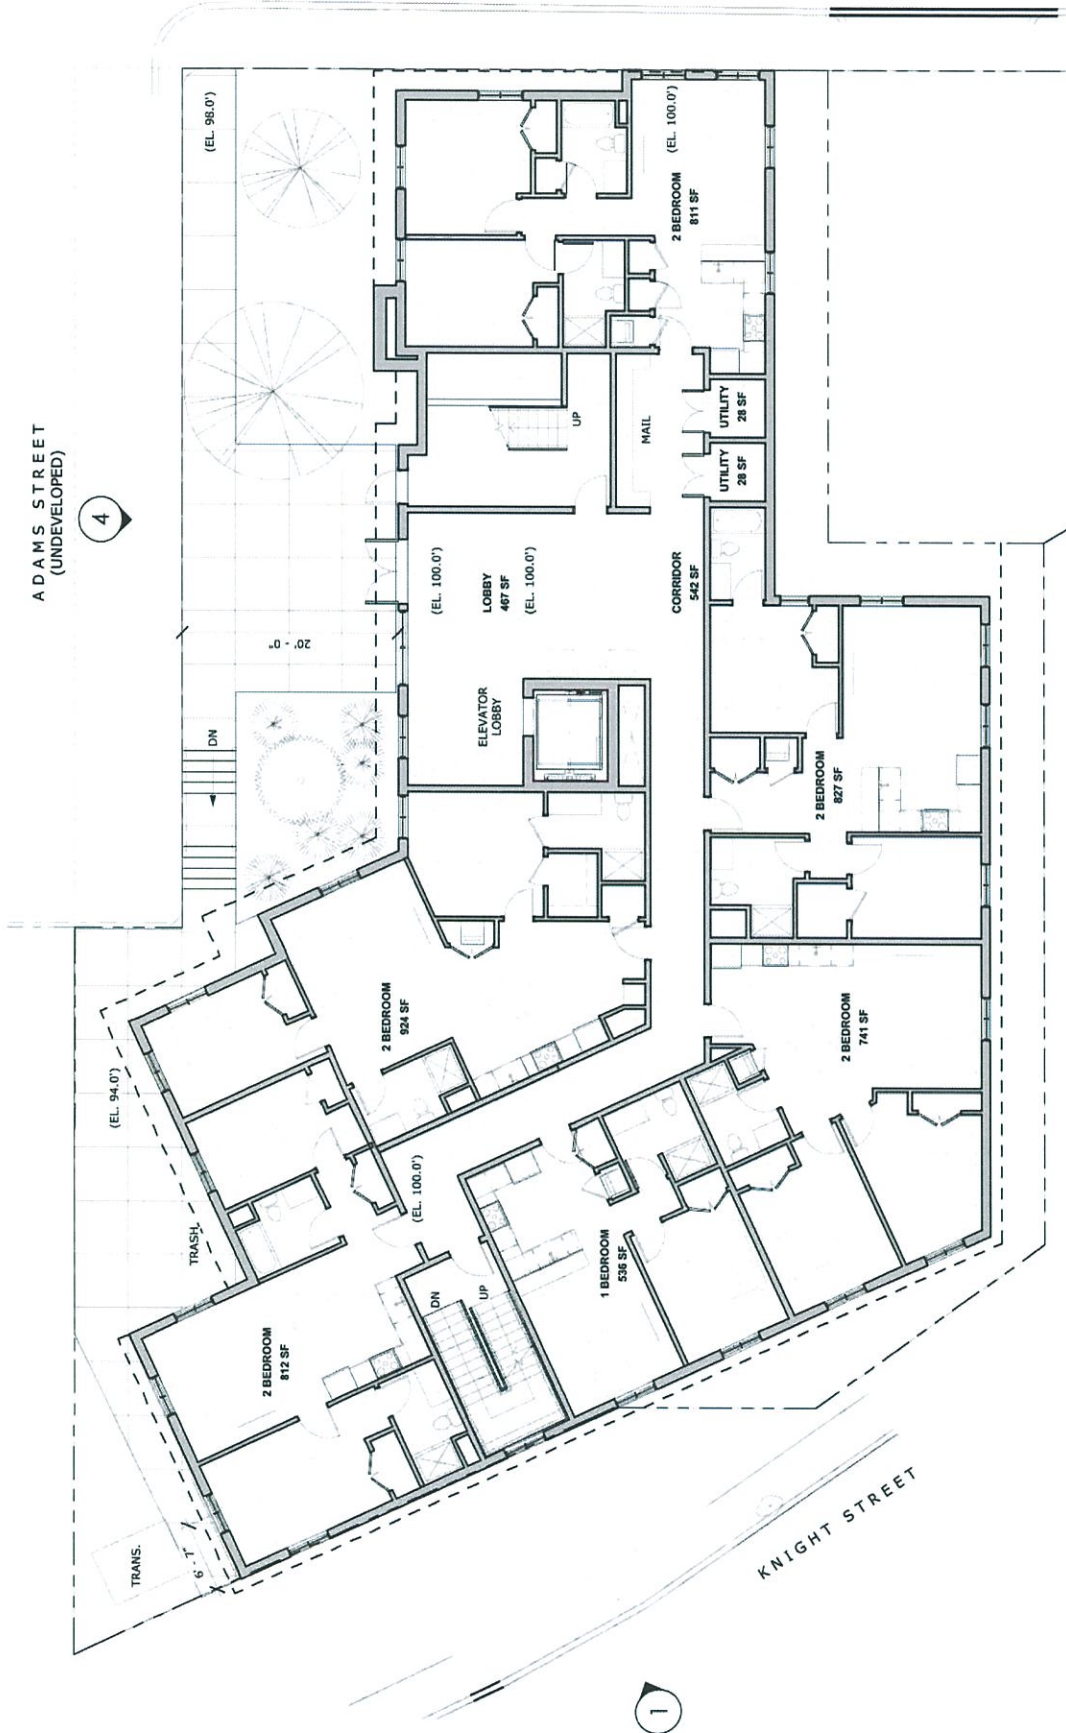 ADAMS STREET
(UNDEVELOPED)
4
(EL. 98.0')
(EL. 100.0')
2 BEDROOM
811 SF
UP
MAIL
UTILITY
28 SF
UTILITY
28 SF
(EL. 100.0')
LOBBY
467 SF
(EL. 100.0')
CORRIDOR
542 SF
20' - 0"
DN
ELEVATOR
LOBBY
2 BEDROOM
827 SF
2 BEDROOM
924 SF
2 BEDROOM
741 SF
(EL. 94.0')
TRASH
(EL. 100.0')
DN
UP
1 BEDROOM
536 SF
2 BEDROOM
812 SF
TRANS.
6' - 7"
KNIGHT STREET
1